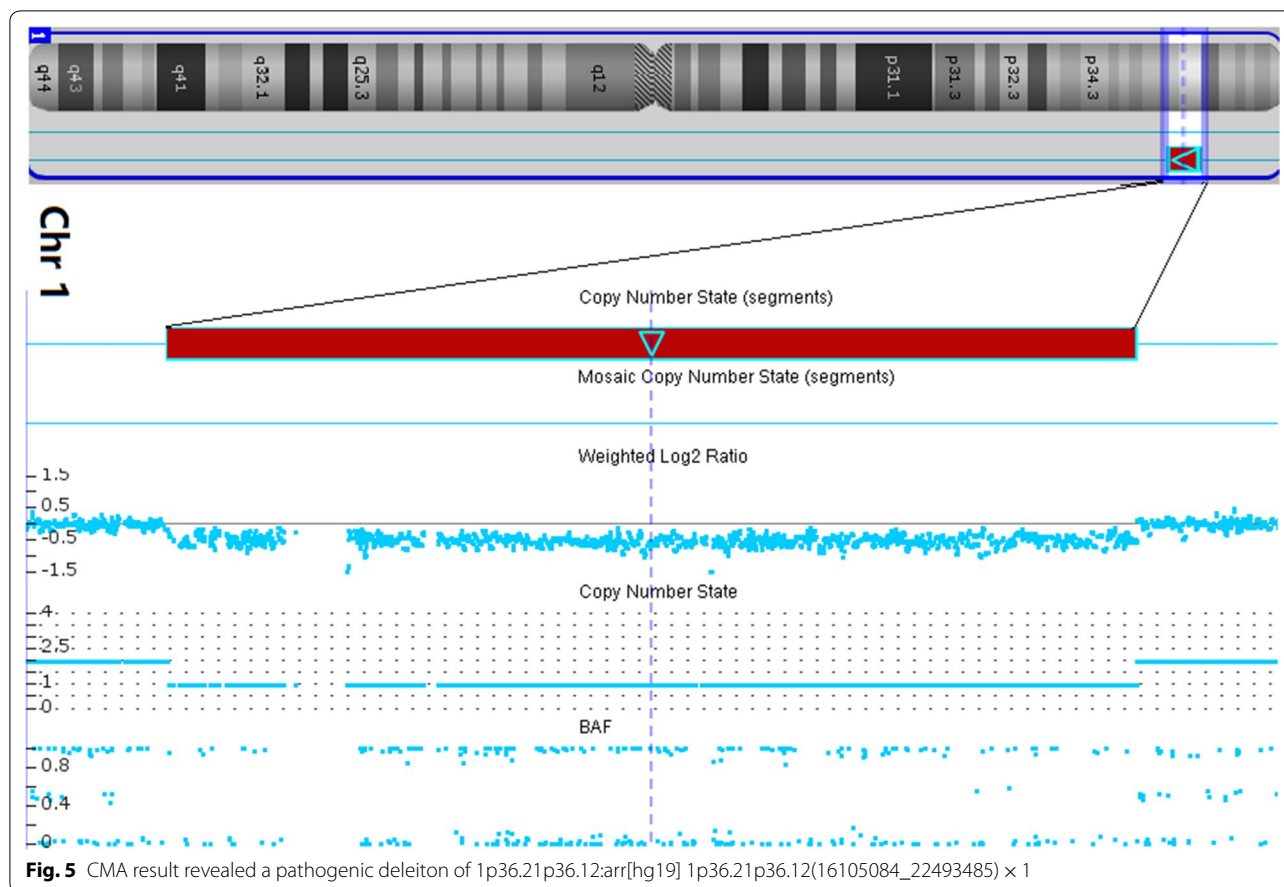 1
q44
q43
q41
q32.1
q25.3
q12
p31.1
p31.3
p32.3
p34.3
Chr 1
Copy Number State (segments)
Mosaic Copy Number State (segments)
Weighted Log2 Ratio
1.5
0.5
-0.5
-1.5
Copy Number State
4
2.5
1
0
BAF
0.8
0.4
0
Fig. 5 CMA result revealed a pathogenic deleiton of 1p36.21p36.12:arr[hg19] 1p36.21p36.12(16105084_22493485) × 1